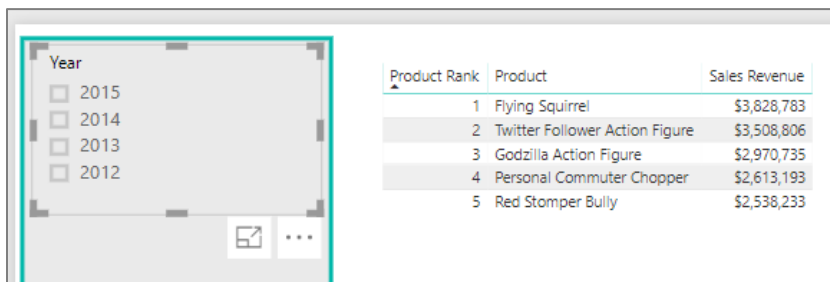 Year
2015
2014
2013
2012
Product Rank Product Sales Revenue
1 Flying Squirrel $3,828,783
2 Twitter Follower Action Figure $3,508,806
3 Godzilla Action Figure $2,970,735
4 Personal Commuter Chopper $2,613,193
5 Red Stomper Bully $2,538,233